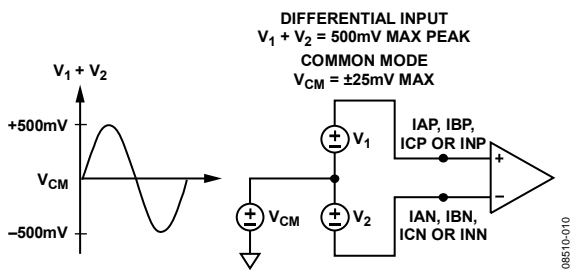 DIFFERENTIAL INPUT
V1 + V2 = 500mV MAX PEAK
COMMON MODE
VCM = ±25mV MAX
V1 + V2
+500mV
VCM
–500mV
V1
VCM
V2
IAP, IBP,
ICP OR INP
+
–
IAN, IBN,
ICN OR INN
08510-010